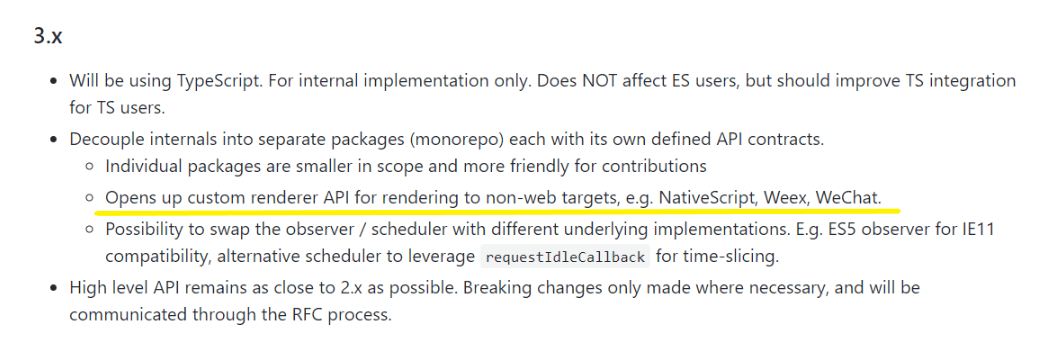 3.x
Will be using TypeScript. For internal implementation only. Does NOT affect ES users, but should improve TS integration
for TS users.
Decouple internals into separate packages (monorepo) each with its own defined API contracts.
Individual packages are smaller in scope and more friendly for contributions
Opens up custom renderer API for rendering to non-web targets, e.g. NativeScript, Weex, WeChat.
Possibility to swap the observer / scheduler with different underlying implementations. E.g. ES5 observer for IE11
compatibility, alternative scheduler to leverage requestIdleCallback for time-slicing.
High level API remains as close to 2.x as possible. Breaking changes only made where necessary, and will be
communicated through the RFC process.